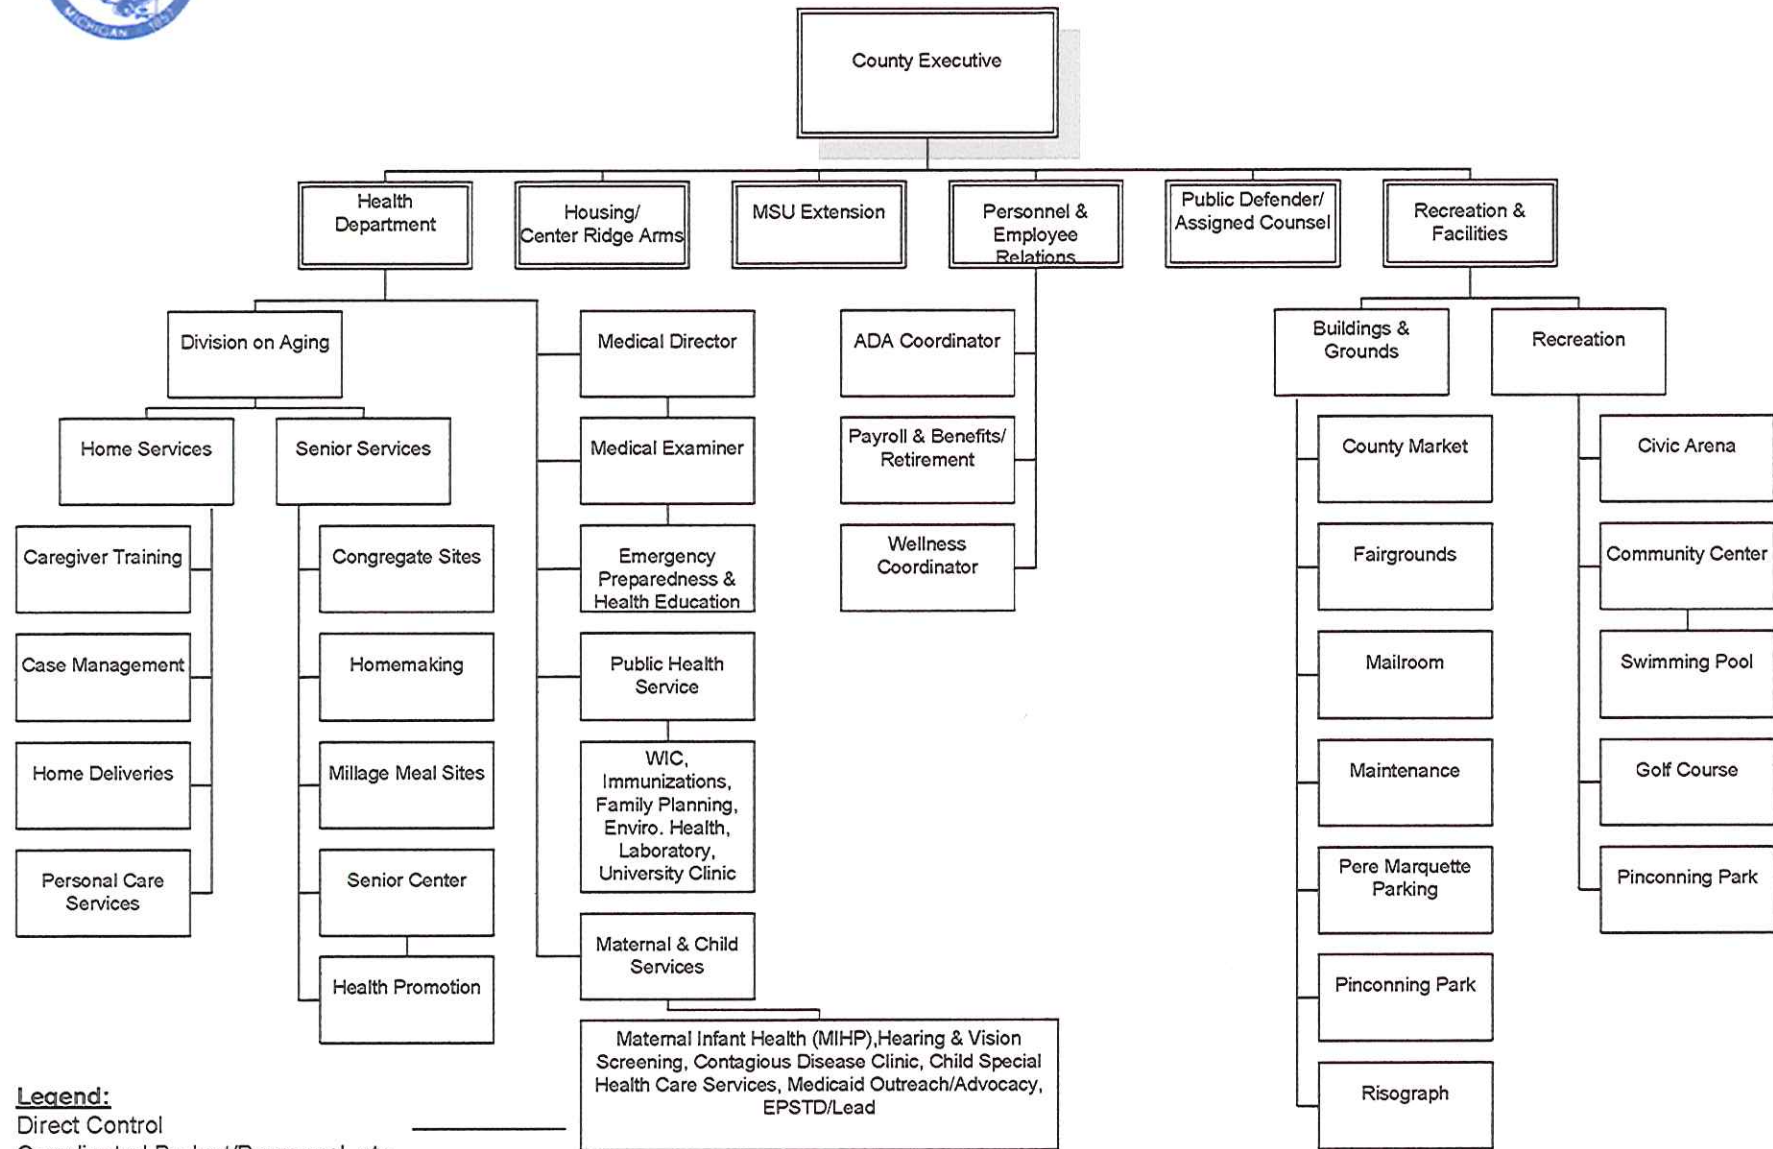 MICHIGAN 1857
County Executive
Health
Department
Housing/
Center Ridge Arms
MSU Extension
Personnel &
Employee
Relations
Public Defender/
Assigned Counsel
Recreation &
Facilities
Division on Aging
Medical Director
ADA Coordinator
Buildings &
Grounds
Recreation
Home Services
Senior Services
Medical Examiner
Payroll & Benefits/
Retirement
County Market
Civic Arena
Caregiver Training
Congregate Sites
Emergency
Preparedness &
Health Education
Wellness
Coordinator
Fairgrounds
Community Center
Case Management
Homemaking
Public Health
Service
Mailroom
Swimming Pool
Home Deliveries
Millage Meal Sites
WIC,
Immunizations,
Family Planning,
Enviro. Health,
Laboratory,
University Clinic
Maintenance
Golf Course
Personal Care
Services
Senior Center
Pere Marquette
Parking
Pinconning Park
Health Promotion
Maternal & Child
Services
Pinconning Park
Maternal Infant Health (MIHP),Hearing & Vision
Screening, Contagious Disease Clinic, Child Special
Health Care Services, Medicaid Outreach/Advocacy,
EPSTD/Lead
Risograph
Legend:
Direct Control